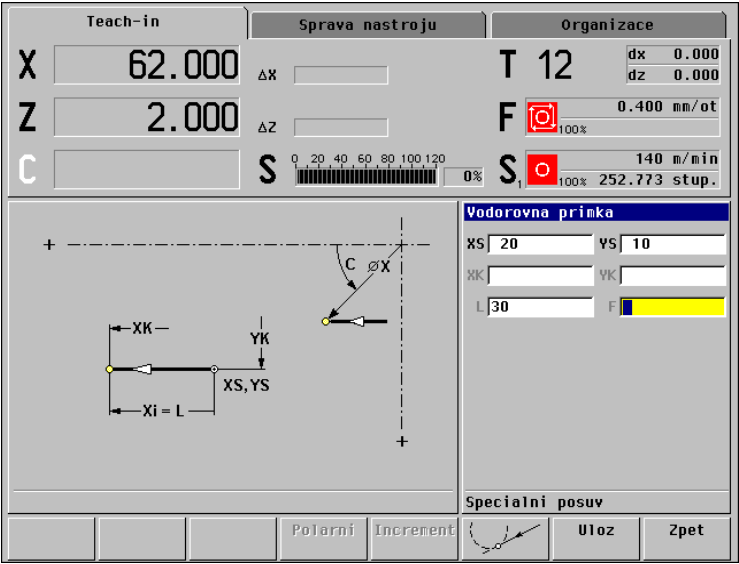 Teach-in Sprava nastroju Organizace
X 62.000 ΔX T 12 dx 0.000
dz 0.000
Z 2.000 ΔZ F 100% 0.400 mm/ot
C S 0 20 40 60 80 100 120 0% S1 100% 140 m/min
252.773 stup.
Vodorovna primka
XS 20 YS 10
XK YK
L 30 F
C ⌀X
XK
YK
XS,YS
Xi = L
Specialni posuv
Polarni Increment Uloz Zpet